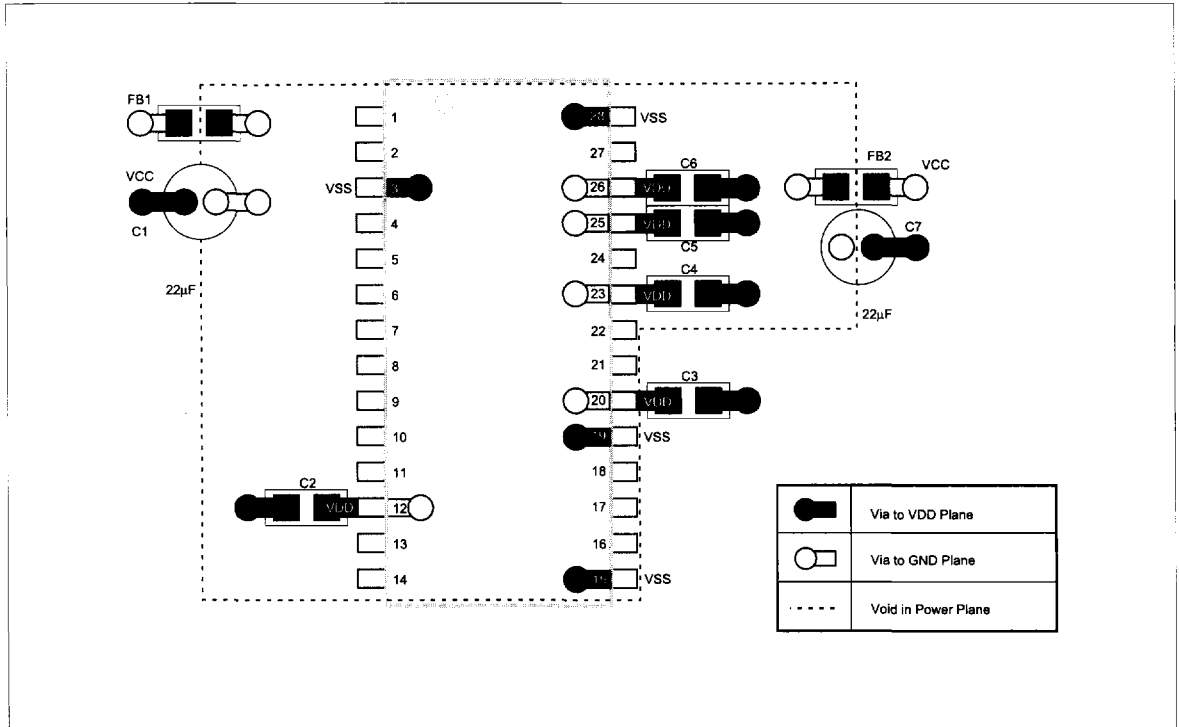 FB1
VCC
C1
22µF
1
2
VSS 3
4
5
6
7
8
9
10
11
C2
VDD 12
13
14
28 VSS
27
C6
26 VDD
25 VDD
C5
24
C4
23 VDD
22
21
C3
20 VDD
19 VSS
18
17
16
15 VSS
FB2
VCC
C7
22µF
Via to VDD Plane
Via to GND Plane
Void in Power Plane